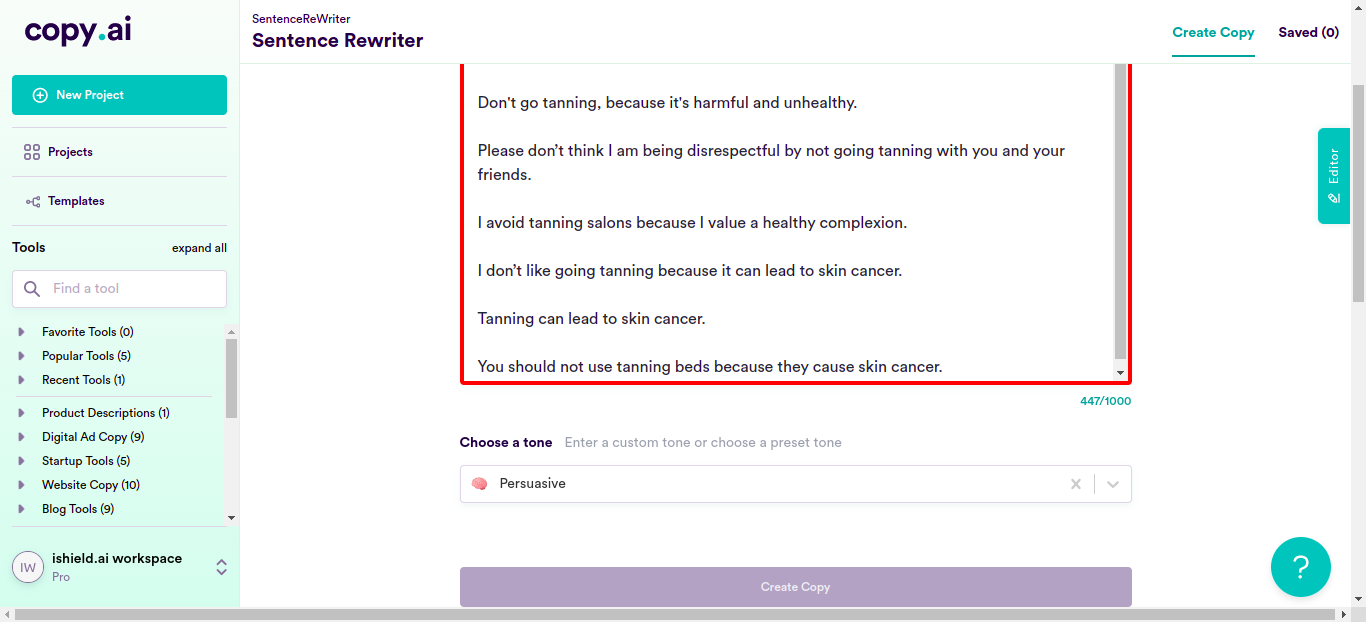 copy.ai
New Project
Projects
Templates
Tools expand all
Find a tool
Favorite Tools (0)
Popular Tools (5)
Recent Tools (1)
Product Descriptions (1)
Digital Ad Copy (9)
Startup Tools (5)
Website Copy (10)
Blog Tools (9)
IW
ishield.ai workspace
Pro
SentenceReWriter
Sentence Rewriter
Create Copy Saved (0)
Don't go tanning, because it's harmful and unhealthy.
Please don’t think I am being disrespectful by not going tanning with you and your
friends.
I avoid tanning salons because I value a healthy complexion.
I don’t like going tanning because it can lead to skin cancer.
Tanning can lead to skin cancer.
You should not use tanning beds because they cause skin cancer.
447/1000
Choose a tone Enter a custom tone or choose a preset tone
Persuasive
Create Copy
Editor
?